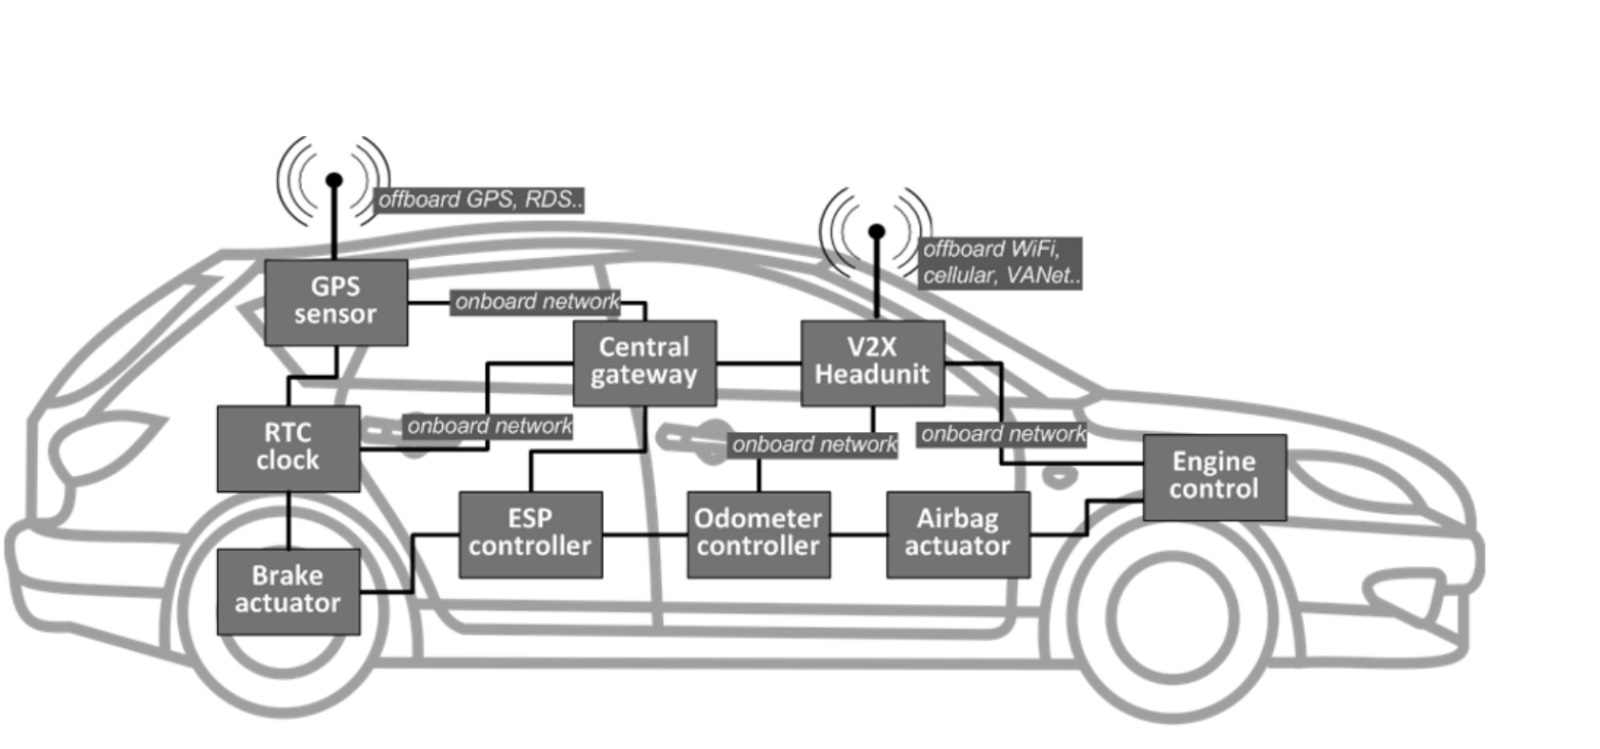 offboard GPS, RDS..
offboard WiFi,
cellular, VANet..
GPS
sensor
onboard network
Central
gateway
V2X
Headunit
RTC
clock
onboard network
onboard network
onboard network
Engine
control
ESP
controller
Odometer
controller
Airbag
actuator
Brake
actuator